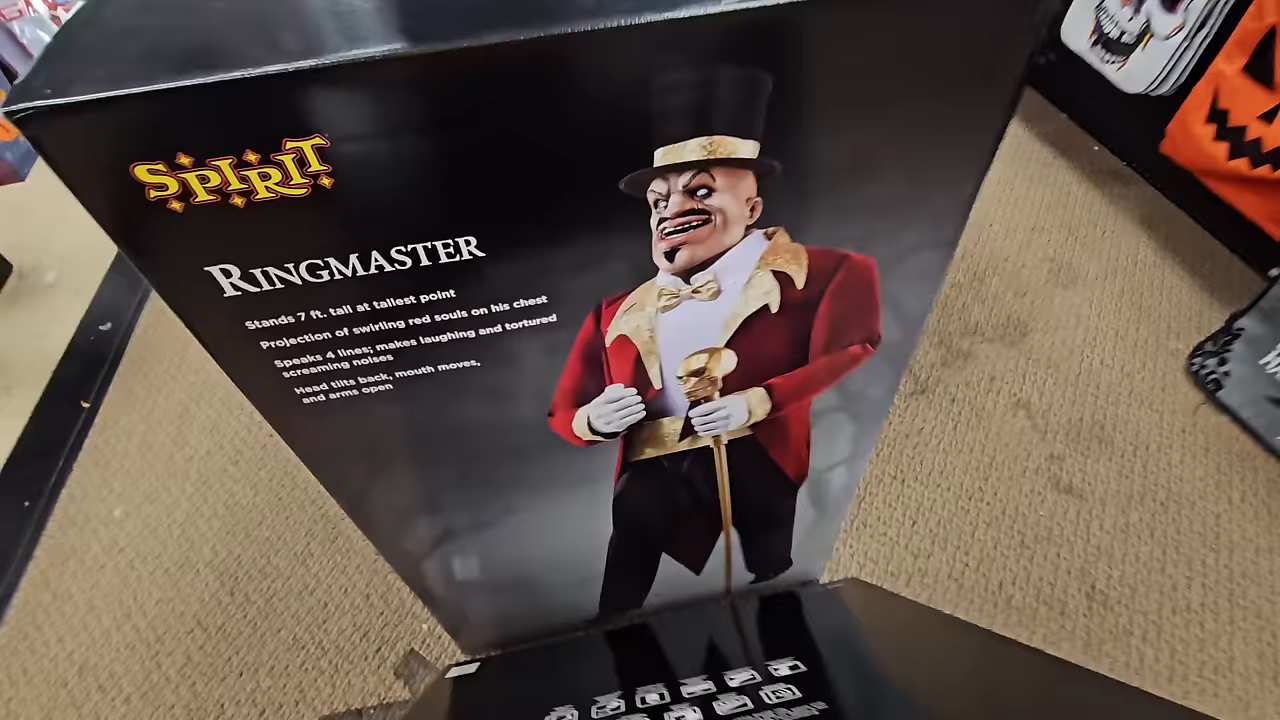 SPIRIT
RINGMASTER
Stands 7 ft. tall at tallest point
Projection of swirling red souls on his chest
Speaks 4 lines; makes laughing and tortured
screaming noises
Head tilts back, mouth moves,
and arms open